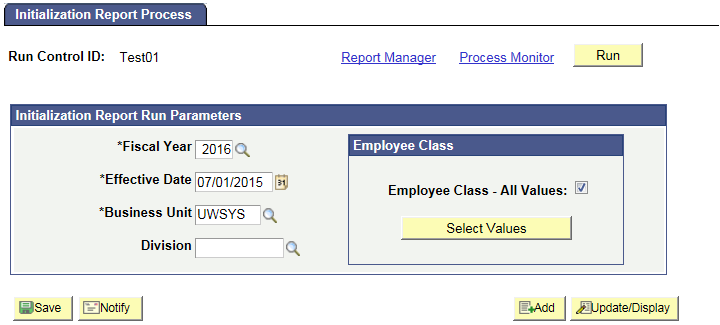 Initialization Report Process
Run Control ID: Test01 Report Manager Process Monitor Run
Initialization Report Run Parameters
*Fiscal Year 2016
*Effective Date 07/01/2015 31
*Business Unit UWSYS
Division
Employee Class
Employee Class - All Values:
Select Values
Save Notify Add Update/Display